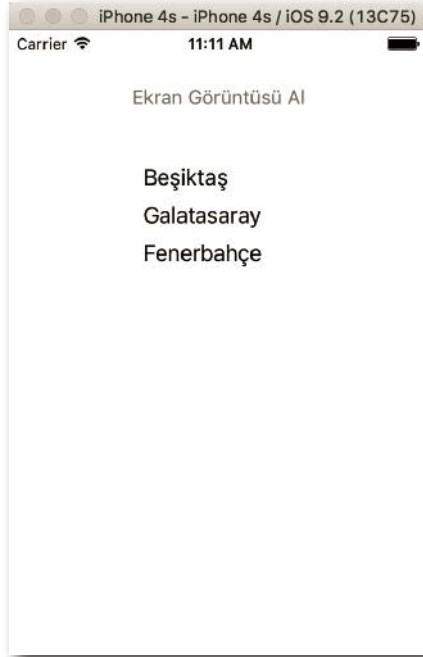 iPhone 4s - iPhone 4s / iOS 9.2 (13C75)
Carrier 11:11 AM
Ekran Görüntüsü Al
Beşiktaş
Galatasaray
Fenerbahçe